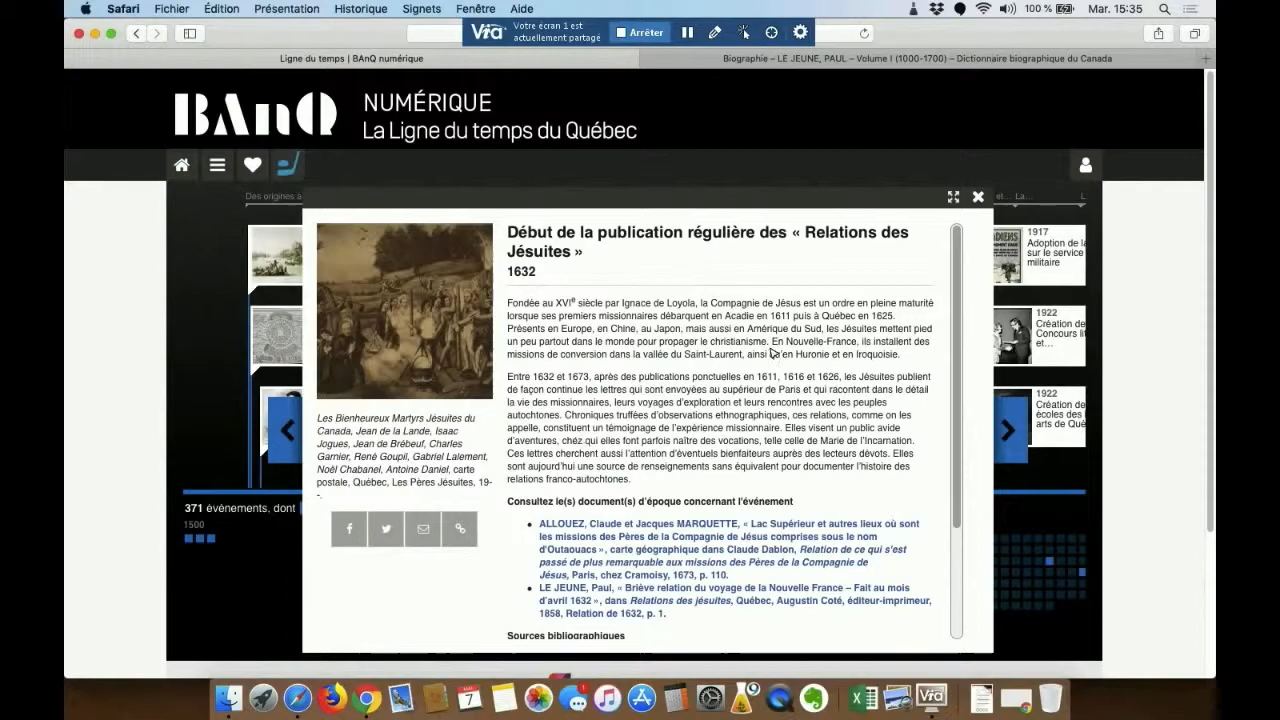 Safari Fichier Édition Présentation Historique Signets Fenêtre Aide
100 % Mar. 15:35
Via
Votre écran 1 est
actuellement partagé
Arrêter
Ligne du temps | BAnQ numérique
Biographie – LE JEUNE, PAUL – Volume I (1000-1700) – Dictionnaire biographique du Canada
BAnQ
NUMÉRIQUE
La Ligne du temps du Québec
Des origines à
et... La...
L
Début de la publication régulière des « Relations des
Jésuites »
1632
Fondée au XVIe siècle par Ignace de Loyola, la Compagnie de Jésus est un ordre en pleine maturité
lorsque ses premiers missionnaires débarquent en Acadie en 1611 puis à Québec en 1625.
Présents en Europe, en Chine, au Japon, mais aussi en Amérique du Sud, les Jésuites mettent pied
un peu partout dans le monde pour propager le christianisme. En Nouvelle-France, ils installent des
missions de conversion dans la vallée du Saint-Laurent, ainsi qu'en Huronie et en Iroquoisie.
Entre 1632 et 1673, après des publications ponctuelles en 1611, 1616 et 1626, les Jésuites publient
de façon continue les lettres qui sont envoyées au supérieur de Paris et qui racontent dans le détail
la vie des missionnaires, leurs voyages d'exploration et leurs rencontres avec les peuples
autochtones. Chroniques truffées d'observations ethnographiques, ces relations, comme on les
appelle, constituent un témoignage de l'expérience missionnaire. Elles visent un public avide
d'aventures, chez qui elles font parfois naître des vocations, telle celle de Marie de l'Incarnation.
Ces lettres cherchent aussi l'attention d'éventuels bienfaiteurs auprès des lecteurs dévots. Elles
sont aujourd'hui une source de renseignements sans équivalent pour documenter l'histoire des
relations franco-autochtones.
Consultez le(s) document(s) d'époque concernant l'événement
ALLOUEZ, Claude et Jacques MARQUETTE, « Lac Supérieur et autres lieux où sont
les missions des Pères de la Compagnie de Jésus comprises sous le nom
d'Outaouacs », carte géographique dans Claude Dablon, Relation de ce qui s'est
passé de plus remarquable aux missions des Pères de la Compagnie de
Jésus, Paris, chez Cramoisy, 1673, p. 110.
LE JEUNE, Paul, « Briève relation du voyage de la Nouvelle France – Fait au mois
d'avril 1632 », dans Relations des jésuites, Québec, Augustin Coté, éditeur-imprimeur,
1858, Relation de 1632, p. 1.
Sources bibliographiques
Les Bienheureux Martyrs Jésuites du
Canada, Jean de la Lande, Isaac
Jogues, Jean de Brébeuf, Charles
Garnier, René Goupil, Gabriel Lalement,
Noël Chabanel, Antoine Daniel, carte
postale, Québec, Les Pères Jésuites, 19-
-.
1917
Adoption de la
sur le service
militaire
1922
Création de
Concours lit
et...
1922
Création de
écoles des
arts de Qué
371 événements, dont
1500